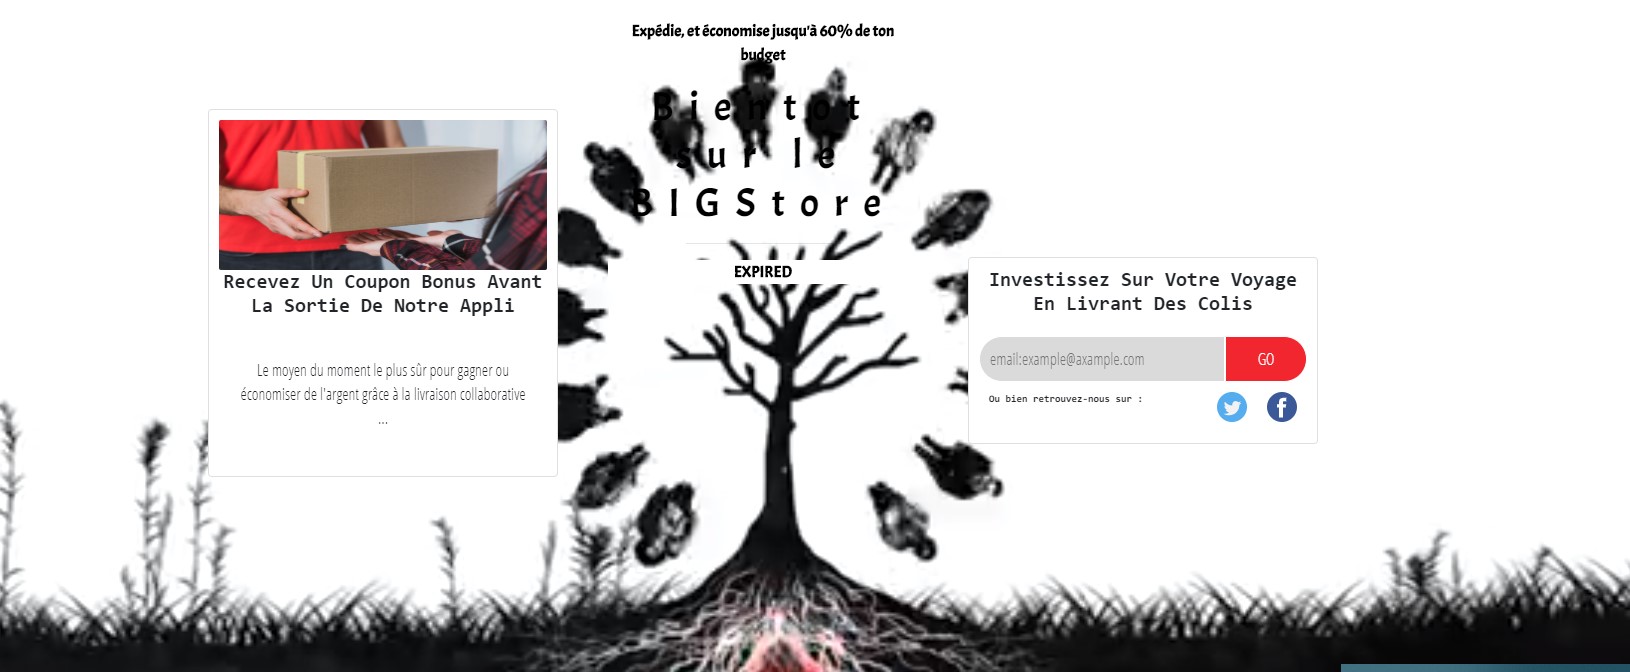 Expédie, et économise jusqu'à 60% de ton
budget
Bientot
sur le
BIGStore
EXPIRED
Recevez Un Coupon Bonus Avant
La Sortie De Notre Appli
Le moyen du moment le plus sûr pour gagner ou
économiser de l'argent grâce à la livraison collaborative
...
Investissez Sur Votre Voyage
En Livrant Des Colis
email:example@axample.com
GO
Ou bien retrouvez-nous sur :